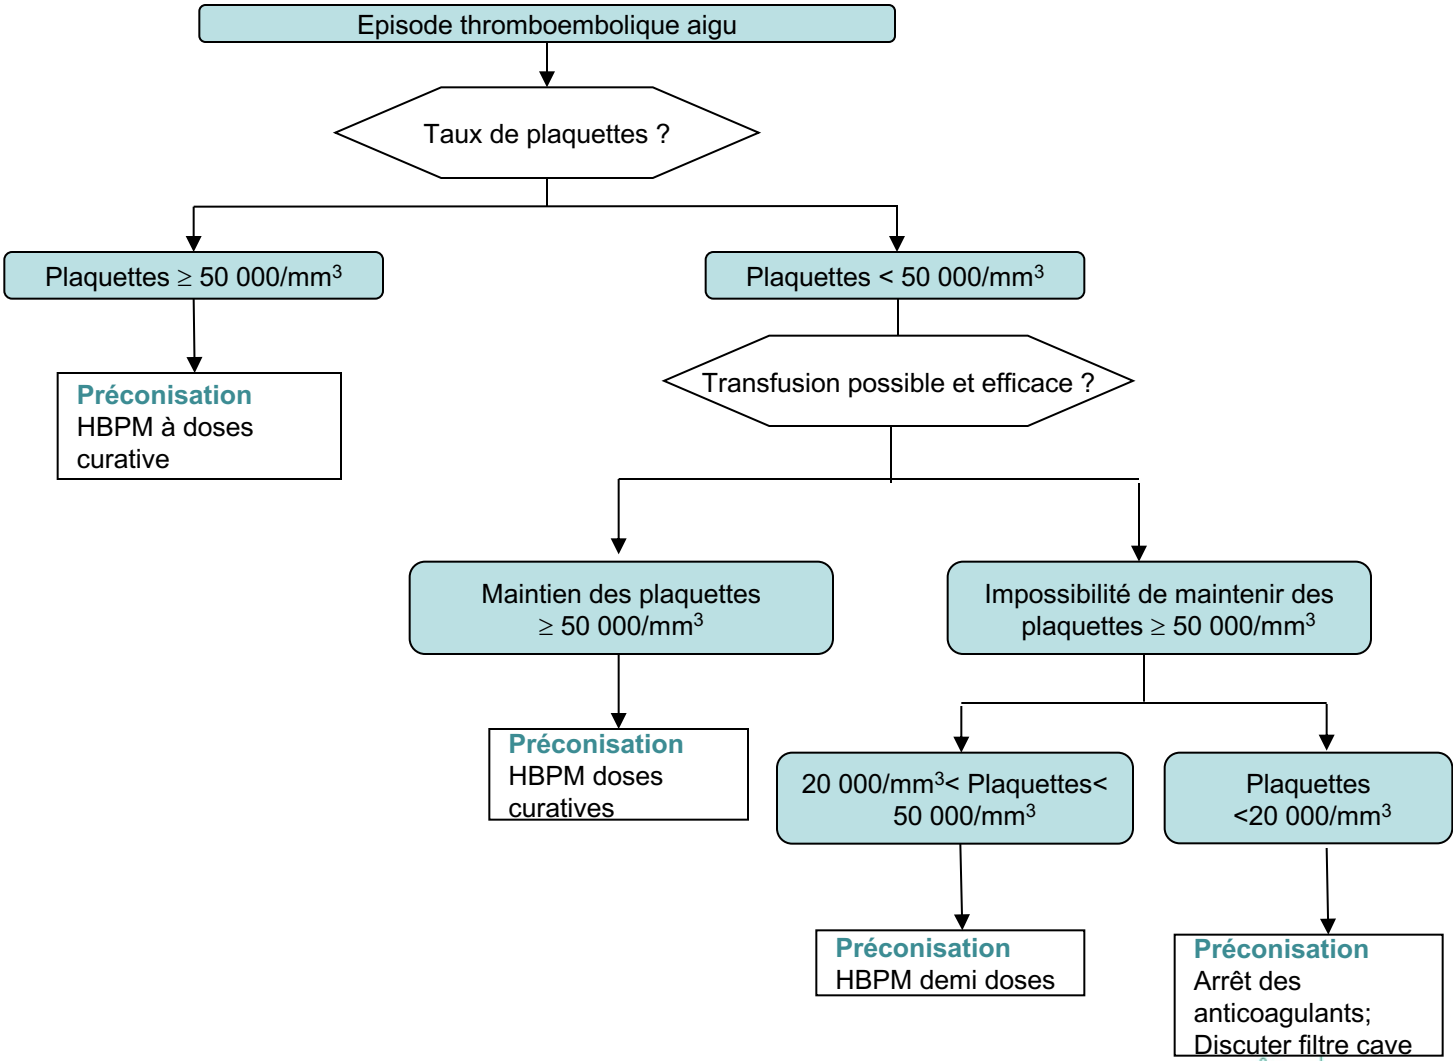 Episode thromboembolique aigu
Taux de plaquettes ?
Plaquettes ≥ 50 000/mm³
Plaquettes < 50 000/mm³
Préconisation
HBPM à doses
curative
Transfusion possible et efficace ?
Maintien des plaquettes
≥ 50 000/mm³
Impossibilité de maintenir des
plaquettes ≥ 50 000/mm³
Préconisation
HBPM doses
curatives
20 000/mm³< Plaquettes<
50 000/mm³
Plaquettes
<20 000/mm³
Préconisation
HBPM demi doses
Préconisation
Arrêt des
anticoagulants;
Discuter filtre cave